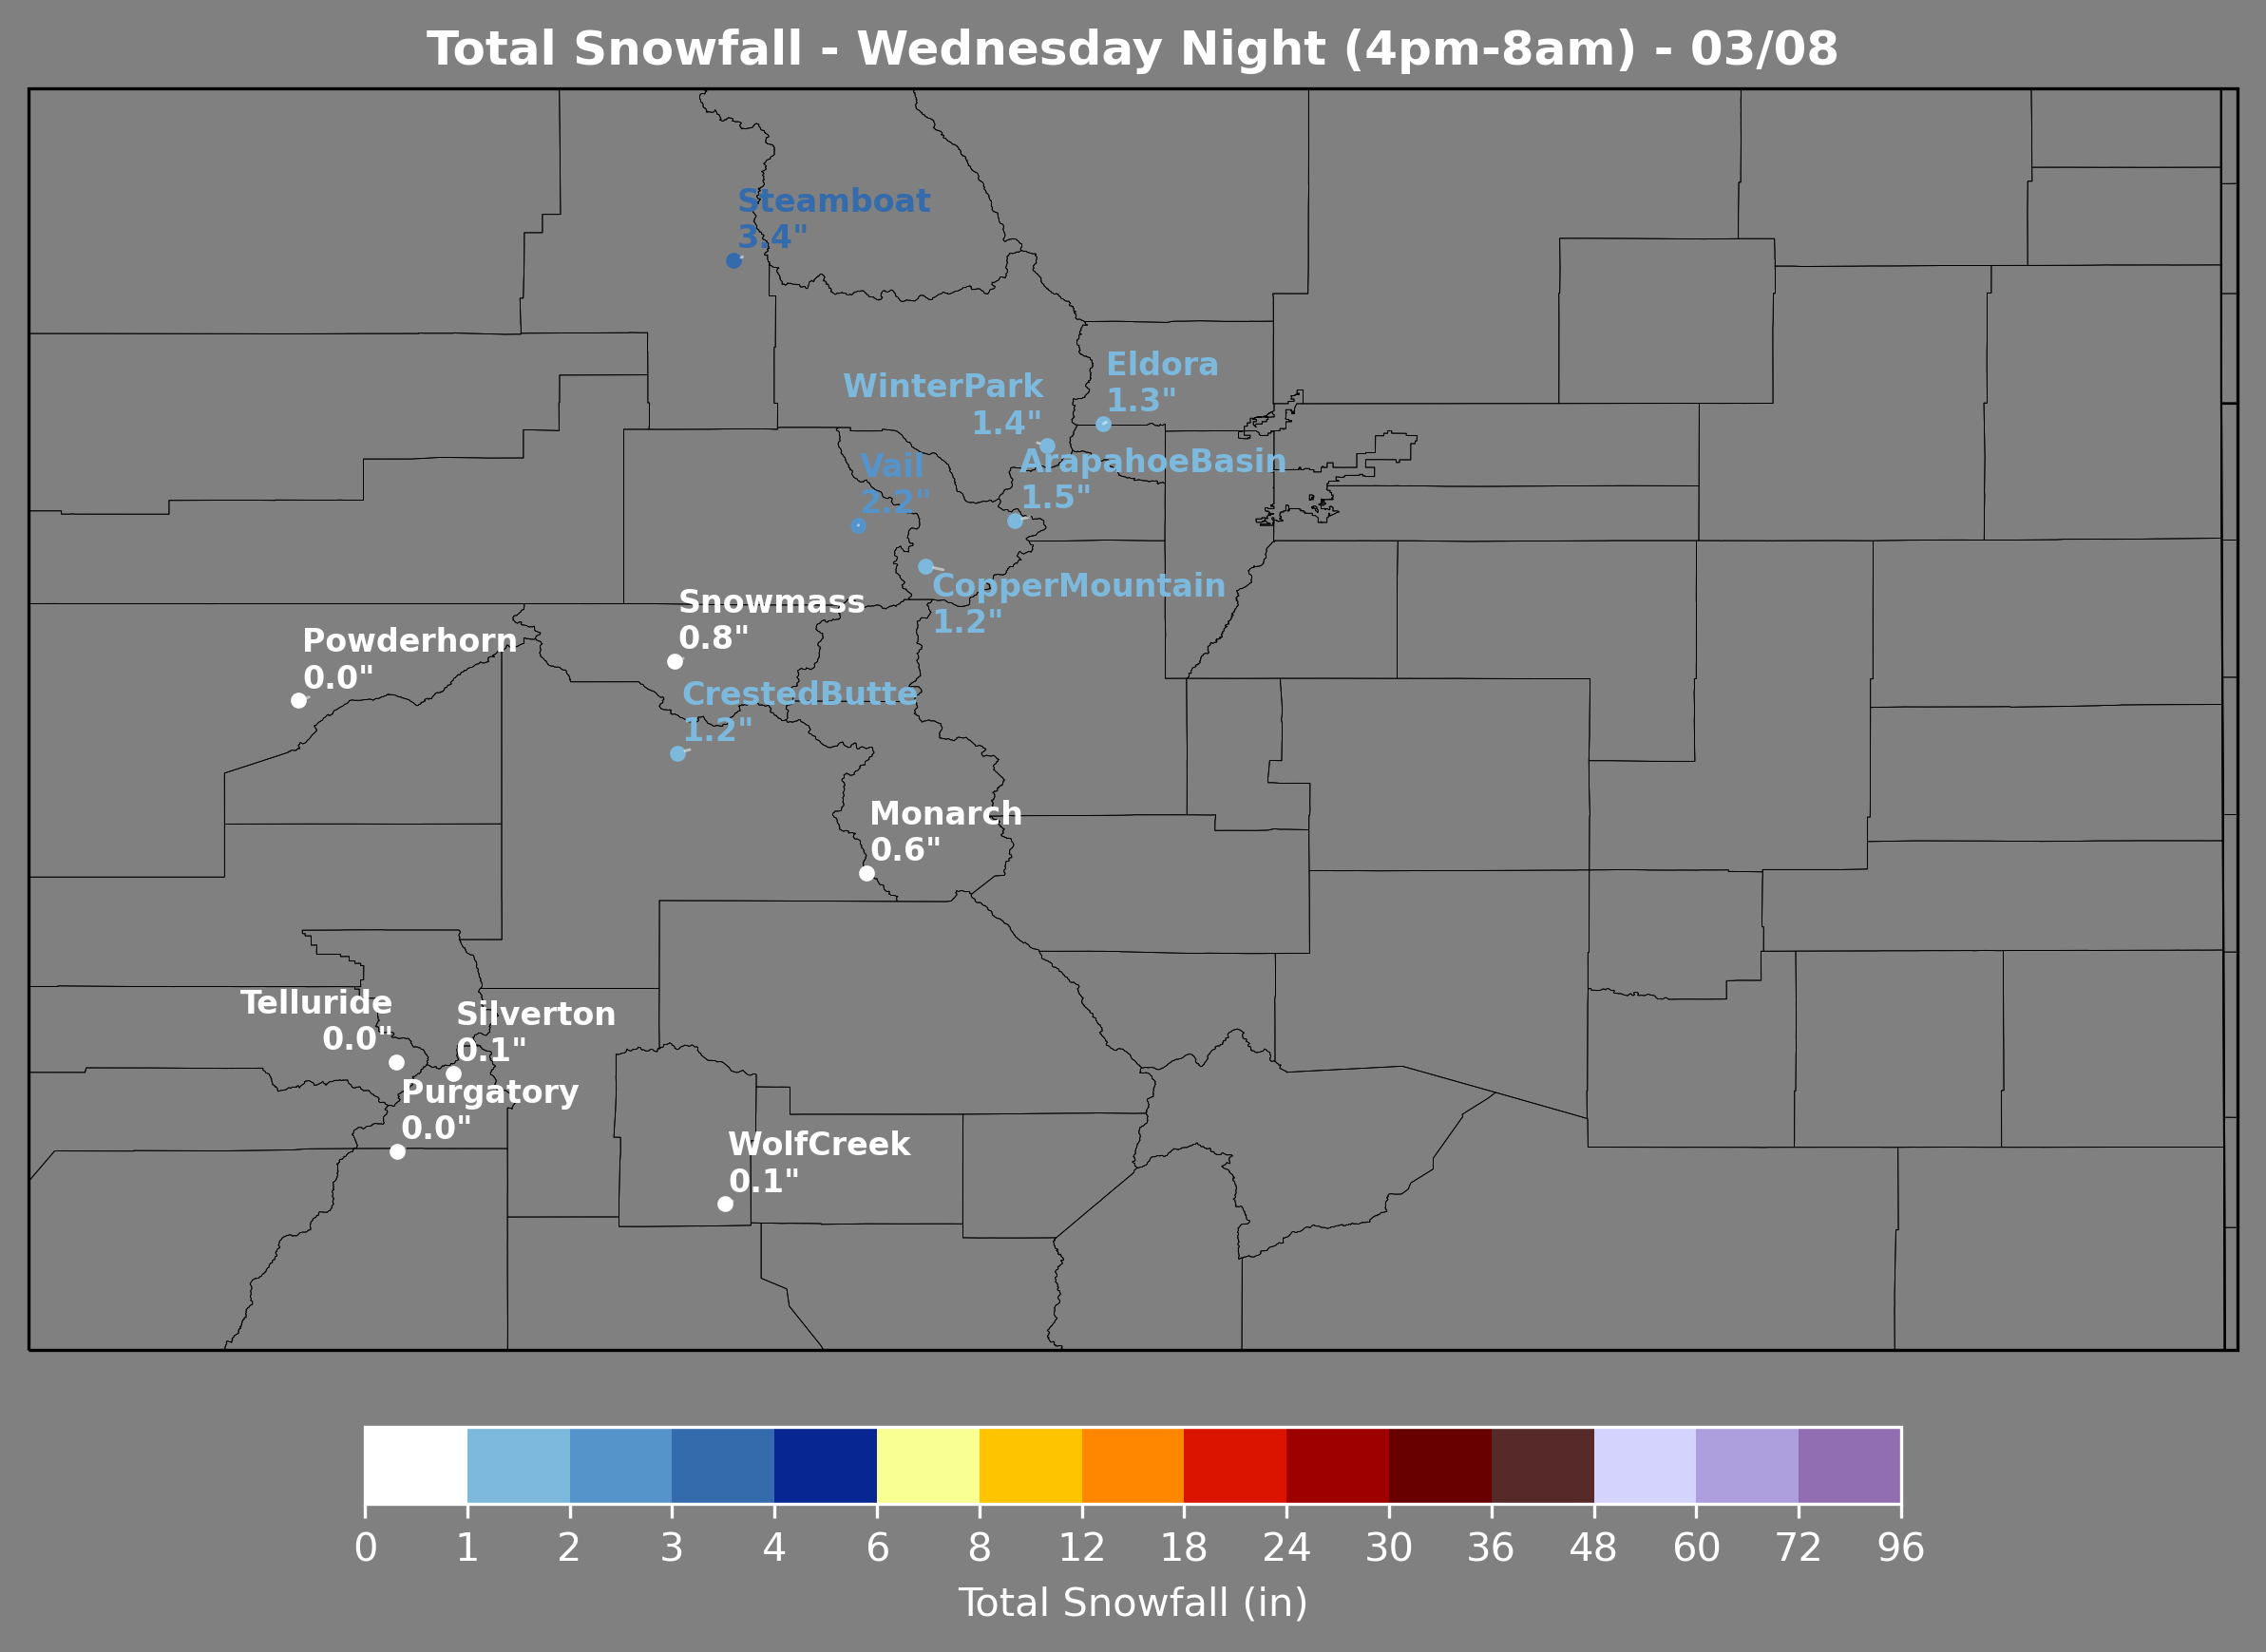 Total Snowfall - Wednesday Night (4pm-8am) - 03/08
Steamboat
3.4"
Eldora
1.3"
WinterPark
1.4"
ArapahoeBasin
1.5"
Vail
2.2"
CopperMountain
1.2"
Snowmass
0.8"
Powderhorn
0.0"
CrestedButte
1.2"
Monarch
0.6"
Telluride
0.0"
Silverton
0.1"
Purgatory
0.0"
WolfCreek
0.1"
0 1 2 3 4 6 8 12 18 24 30 36 48 60 72 96
Total Snowfall (in)